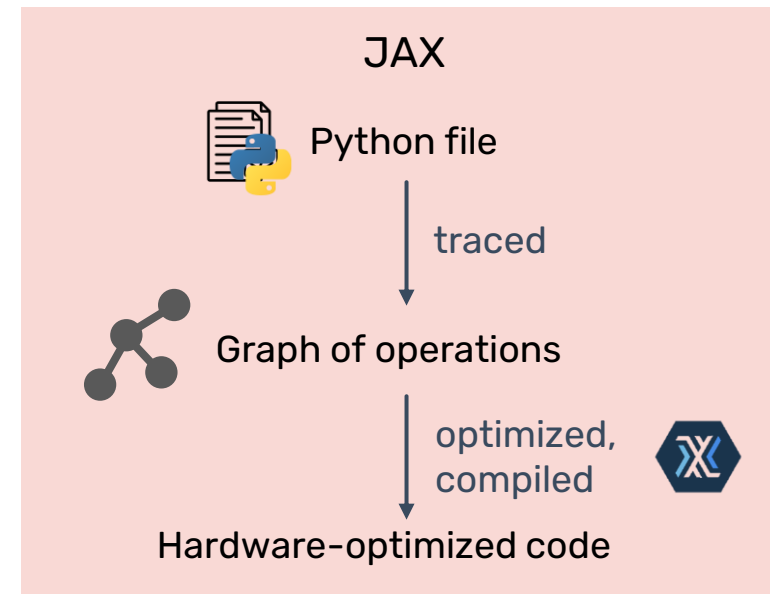 JAX
Python file
traced
Graph of operations
optimized,
compiled
Hardware-optimized code